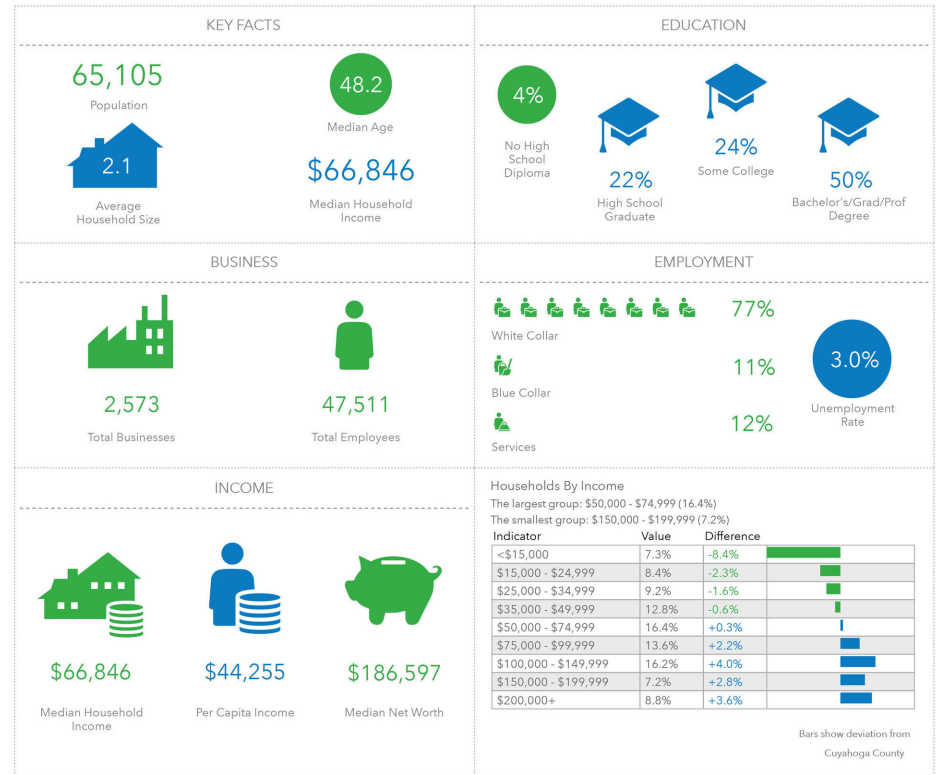 KEY FACTS
65,105
Population
48.2
Median Age
2.1
Average
Household Size
$66,846
Median Household
Income
EDUCATION
4%
No High
School
Diploma
22%
High School
Graduate
24%
Some College
50%
Bachelor's/Grad/Prof
Degree
BUSINESS
2,573
Total Businesses
47,511
Total Employees
EMPLOYMENT
77%
White Collar
11%
Blue Collar
12%
Services
3.0%
Unemployment
Rate
INCOME
$66,846
Median Household
Income
$44,255
Per Capita Income
$186,597
Median Net Worth
Households By Income
The largest group: $50,000 - $74,999 (16.4%)
The smallest group: $150,000 - $199,999 (7.2%)
Indicator Value Difference
<$15,000 7.3% -8.4%
$15,000 - $24,999 8.4% -2.3%
$25,000 - $34,999 9.2% -1.6%
$35,000 - $49,999 12.8% -0.6%
$50,000 - $74,999 16.4% +0.3%
$75,000 - $99,999 13.6% +2.2%
$100,000 - $149,999 16.2% +4.0%
$150,000 - $199,999 7.2% +2.8%
$200,000+ 8.8% +3.6%
Bars show deviation from
Cuyahoga County